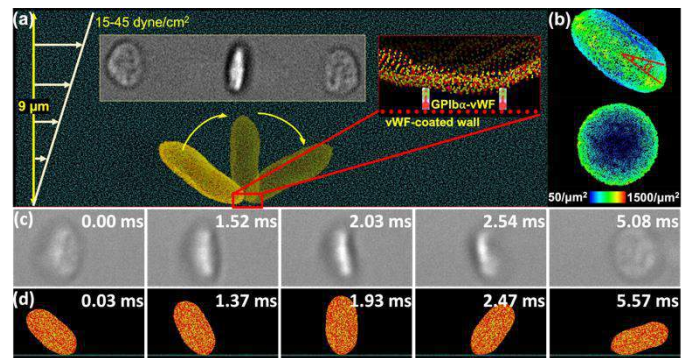 (a)
15-45 dyne/cm²
9 µm
GPIbα-vWF
vWF-coated wall
(b)
50/µm² 1500/µm²
(c) 0.00 ms 1.52 ms 2.03 ms 2.54 ms 5.08 ms
(d) 0.03 ms 1.37 ms 1.93 ms 2.47 ms 5.57 ms